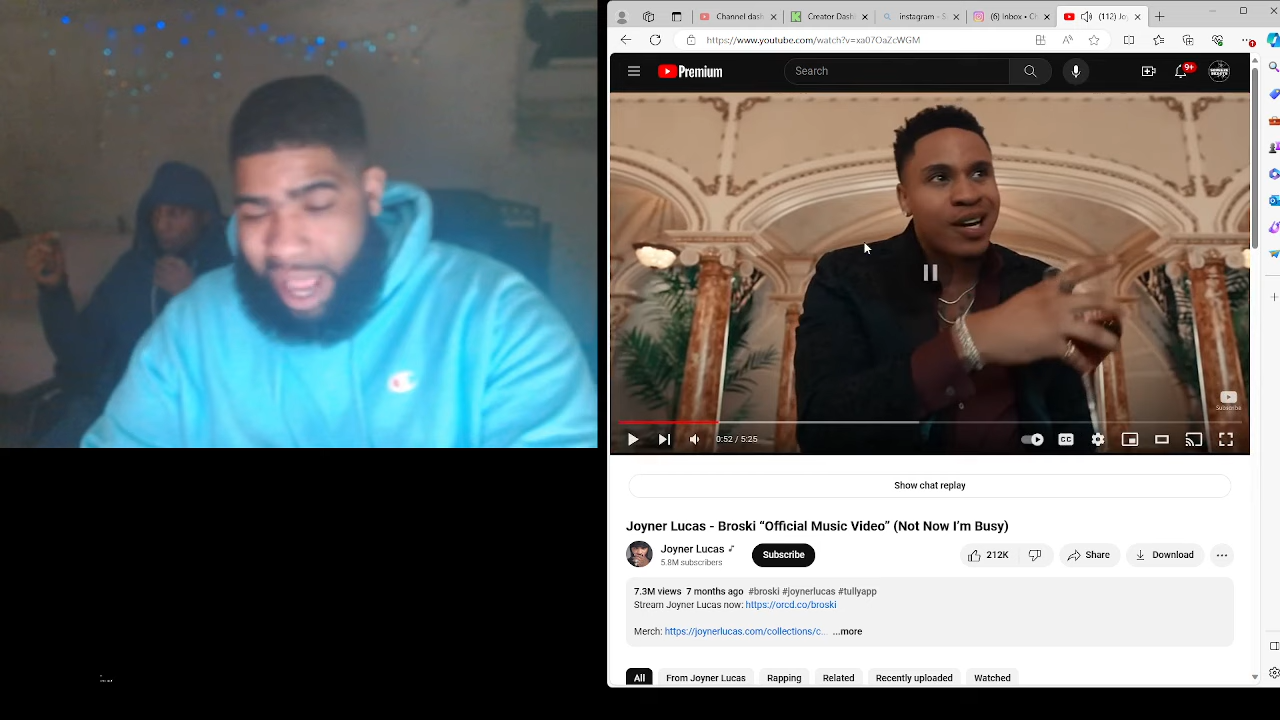 Channel dash
Creator Dash
instagram - S
(6) Inbox • C
(112) Jo
https://www.youtube.com/watch?v=xa07OaZcWGM
Premium
Search
9+
Subscribe
0:52 / 5:25
CC
Show chat replay
Joyner Lucas - Broski “Official Music Video” (Not Now I’m Busy)
Joyner Lucas
5.8M subscribers
Subscribe
212K
Share
Download
7.3M views 7 months ago #broski #joynerlucas #tullyapp
Stream Joyner Lucas now: https://orcd.co/broski
Merch: https://joynerlucas.com/collections/c... ...more
All
From Joyner Lucas
Rapping
Related
Recently uploaded
Watched